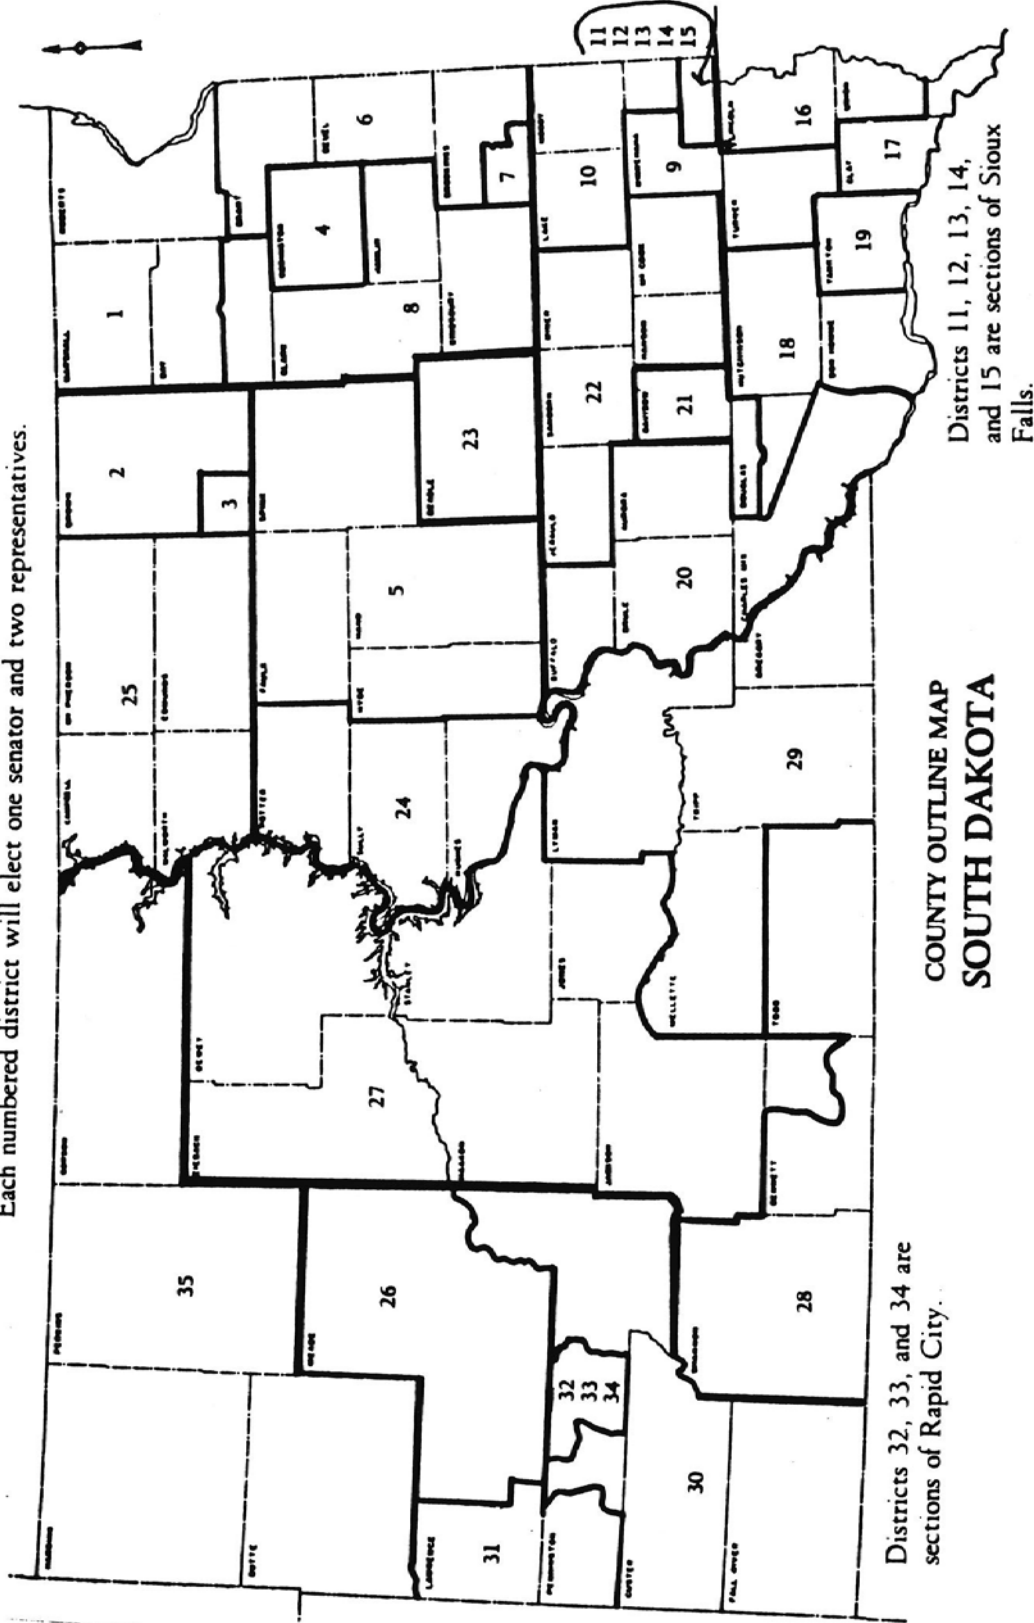 Each numbered district will elect one senator and two representatives.
HARDING
PERKINS
CORSON
CAMPBELL
MC PHERSON
BROWN
MARSHALL
ROBERTS
35
25
2
1
WALWORTH
EDMUNDS
DAY
3
GRANT
BUTTE
MEADE
ZIEBACH
DEWEY
POTTER
FAULK
SPINK
CLARK
CODINGTON
DEUEL
26
27
24
5
8
4
6
SULLY
HYDE
HAND
HAMLIN
LAWRENCE
STANLEY
HUGHES
BEADLE
KINGSBURY
BROOKINGS
31
HAAKON
23
7
PENNINGTON
JONES
LYMAN
BUFFALO
JERAULD
SANBORN
MINER
LAKE
MOODY
32
33
34
22
10
11
12
13
14
15
CUSTER
JACKSON
MELLETTE
BRULE
AURORA
DAVISON
HANSON
MC COOK
MINNEHAHA
30
20
21
9
FALL RIVER
SHANNON
BENNETT
TODD
TRIPP
GREGORY
CHARLES MIX
DOUGLAS
HUTCHINSON
TURNER
LINCOLN
28
29
18
16
BON HOMME
YANKTON
CLAY
UNION
19
17
Districts 32, 33, and 34 are
sections of Rapid City.
COUNTY OUTLINE MAP
SOUTH DAKOTA
Districts 11, 12, 13, 14,
and 15 are sections of Sioux
Falls.